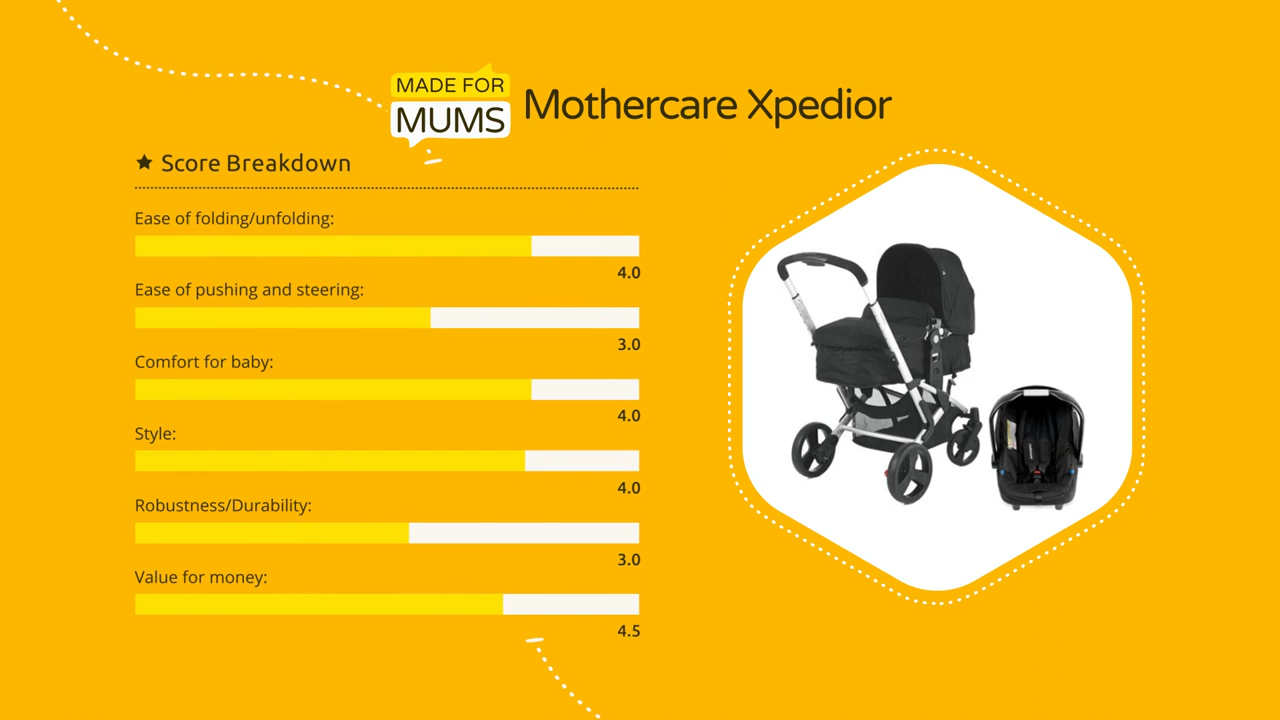 MADE FOR
MUMS
Mothercare Xpedior
Score Breakdown
Ease of folding/unfolding:
4.0
Ease of pushing and steering:
3.0
Comfort for baby:
4.0
Style:
4.0
Robustness/Durability:
3.0
Value for money:
4.5